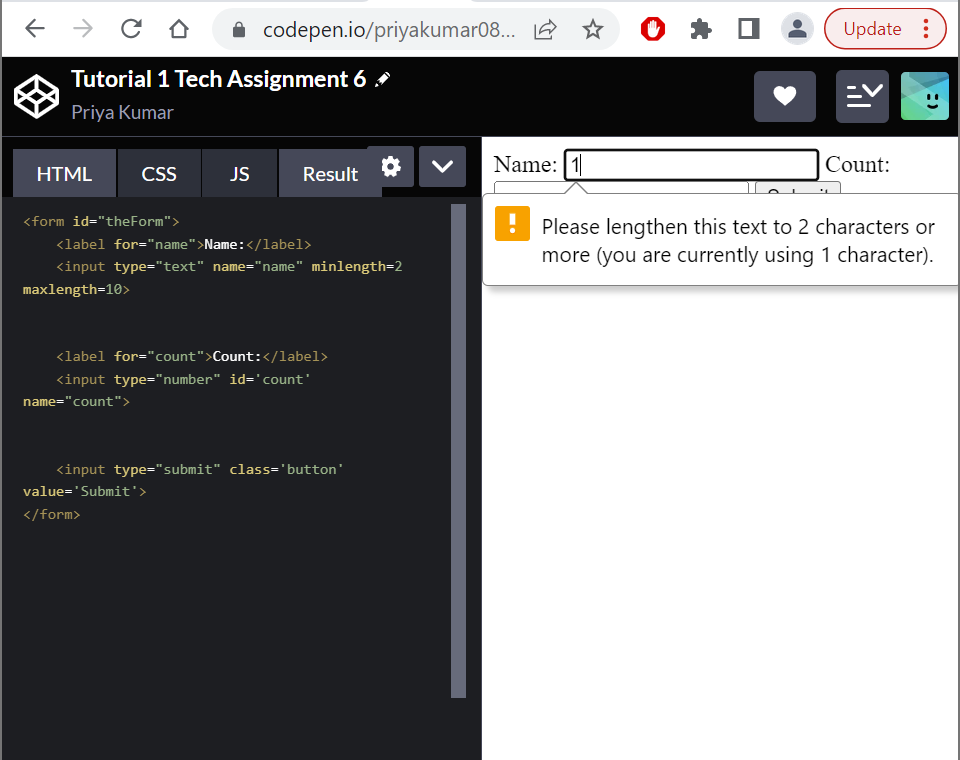 codepen.io/priyakumar08...
Update
Tutorial 1 Tech Assignment 6
Priya Kumar
HTML CSS JS Result
Name: 1 Count:
Submit
Please lengthen this text to 2 characters or
more (you are currently using 1 character).
<form id="theForm">
<label for="name">Name:</label>
<input type="text" name="name" minlength=2
maxlength=10>
<label for="count">Count:</label>
<input type="number" id='count'
name="count">
<input type="submit" class='button'
value='Submit'>
</form>